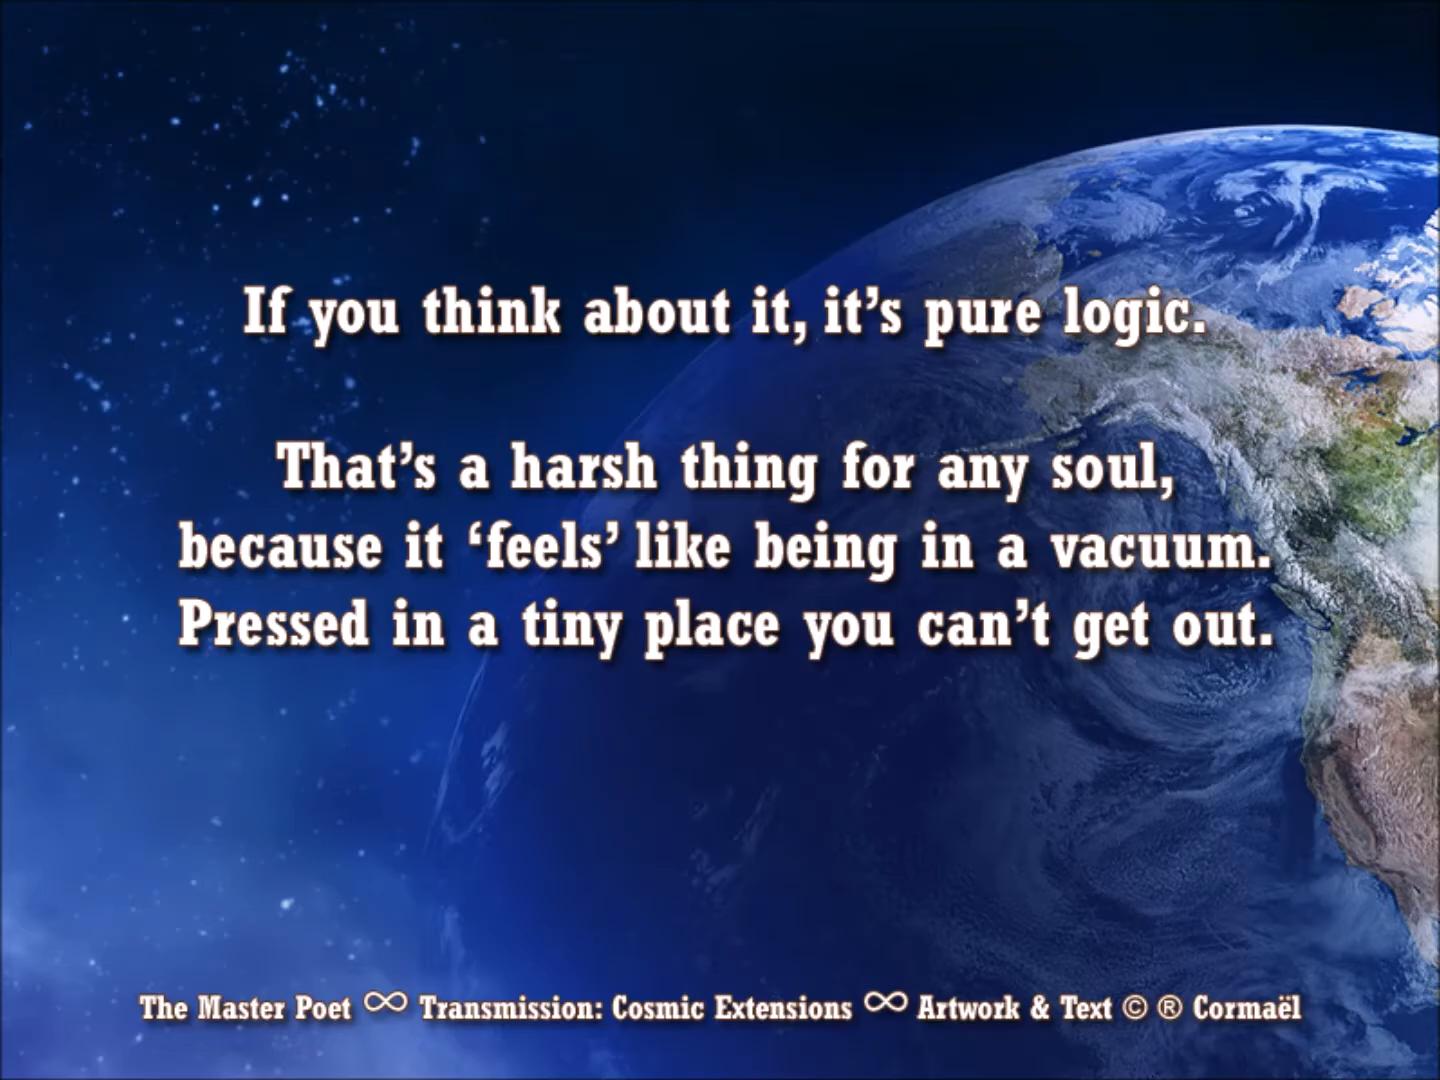 If you think about it, it’s pure logic.
That’s a harsh thing for any soul,
because it ‘feels’ like being in a vacuum.
Pressed in a tiny place you can’t get out.
The Master Poet ∞ Transmission: Cosmic Extensions ∞ Artwork & Text © ® Cormaël